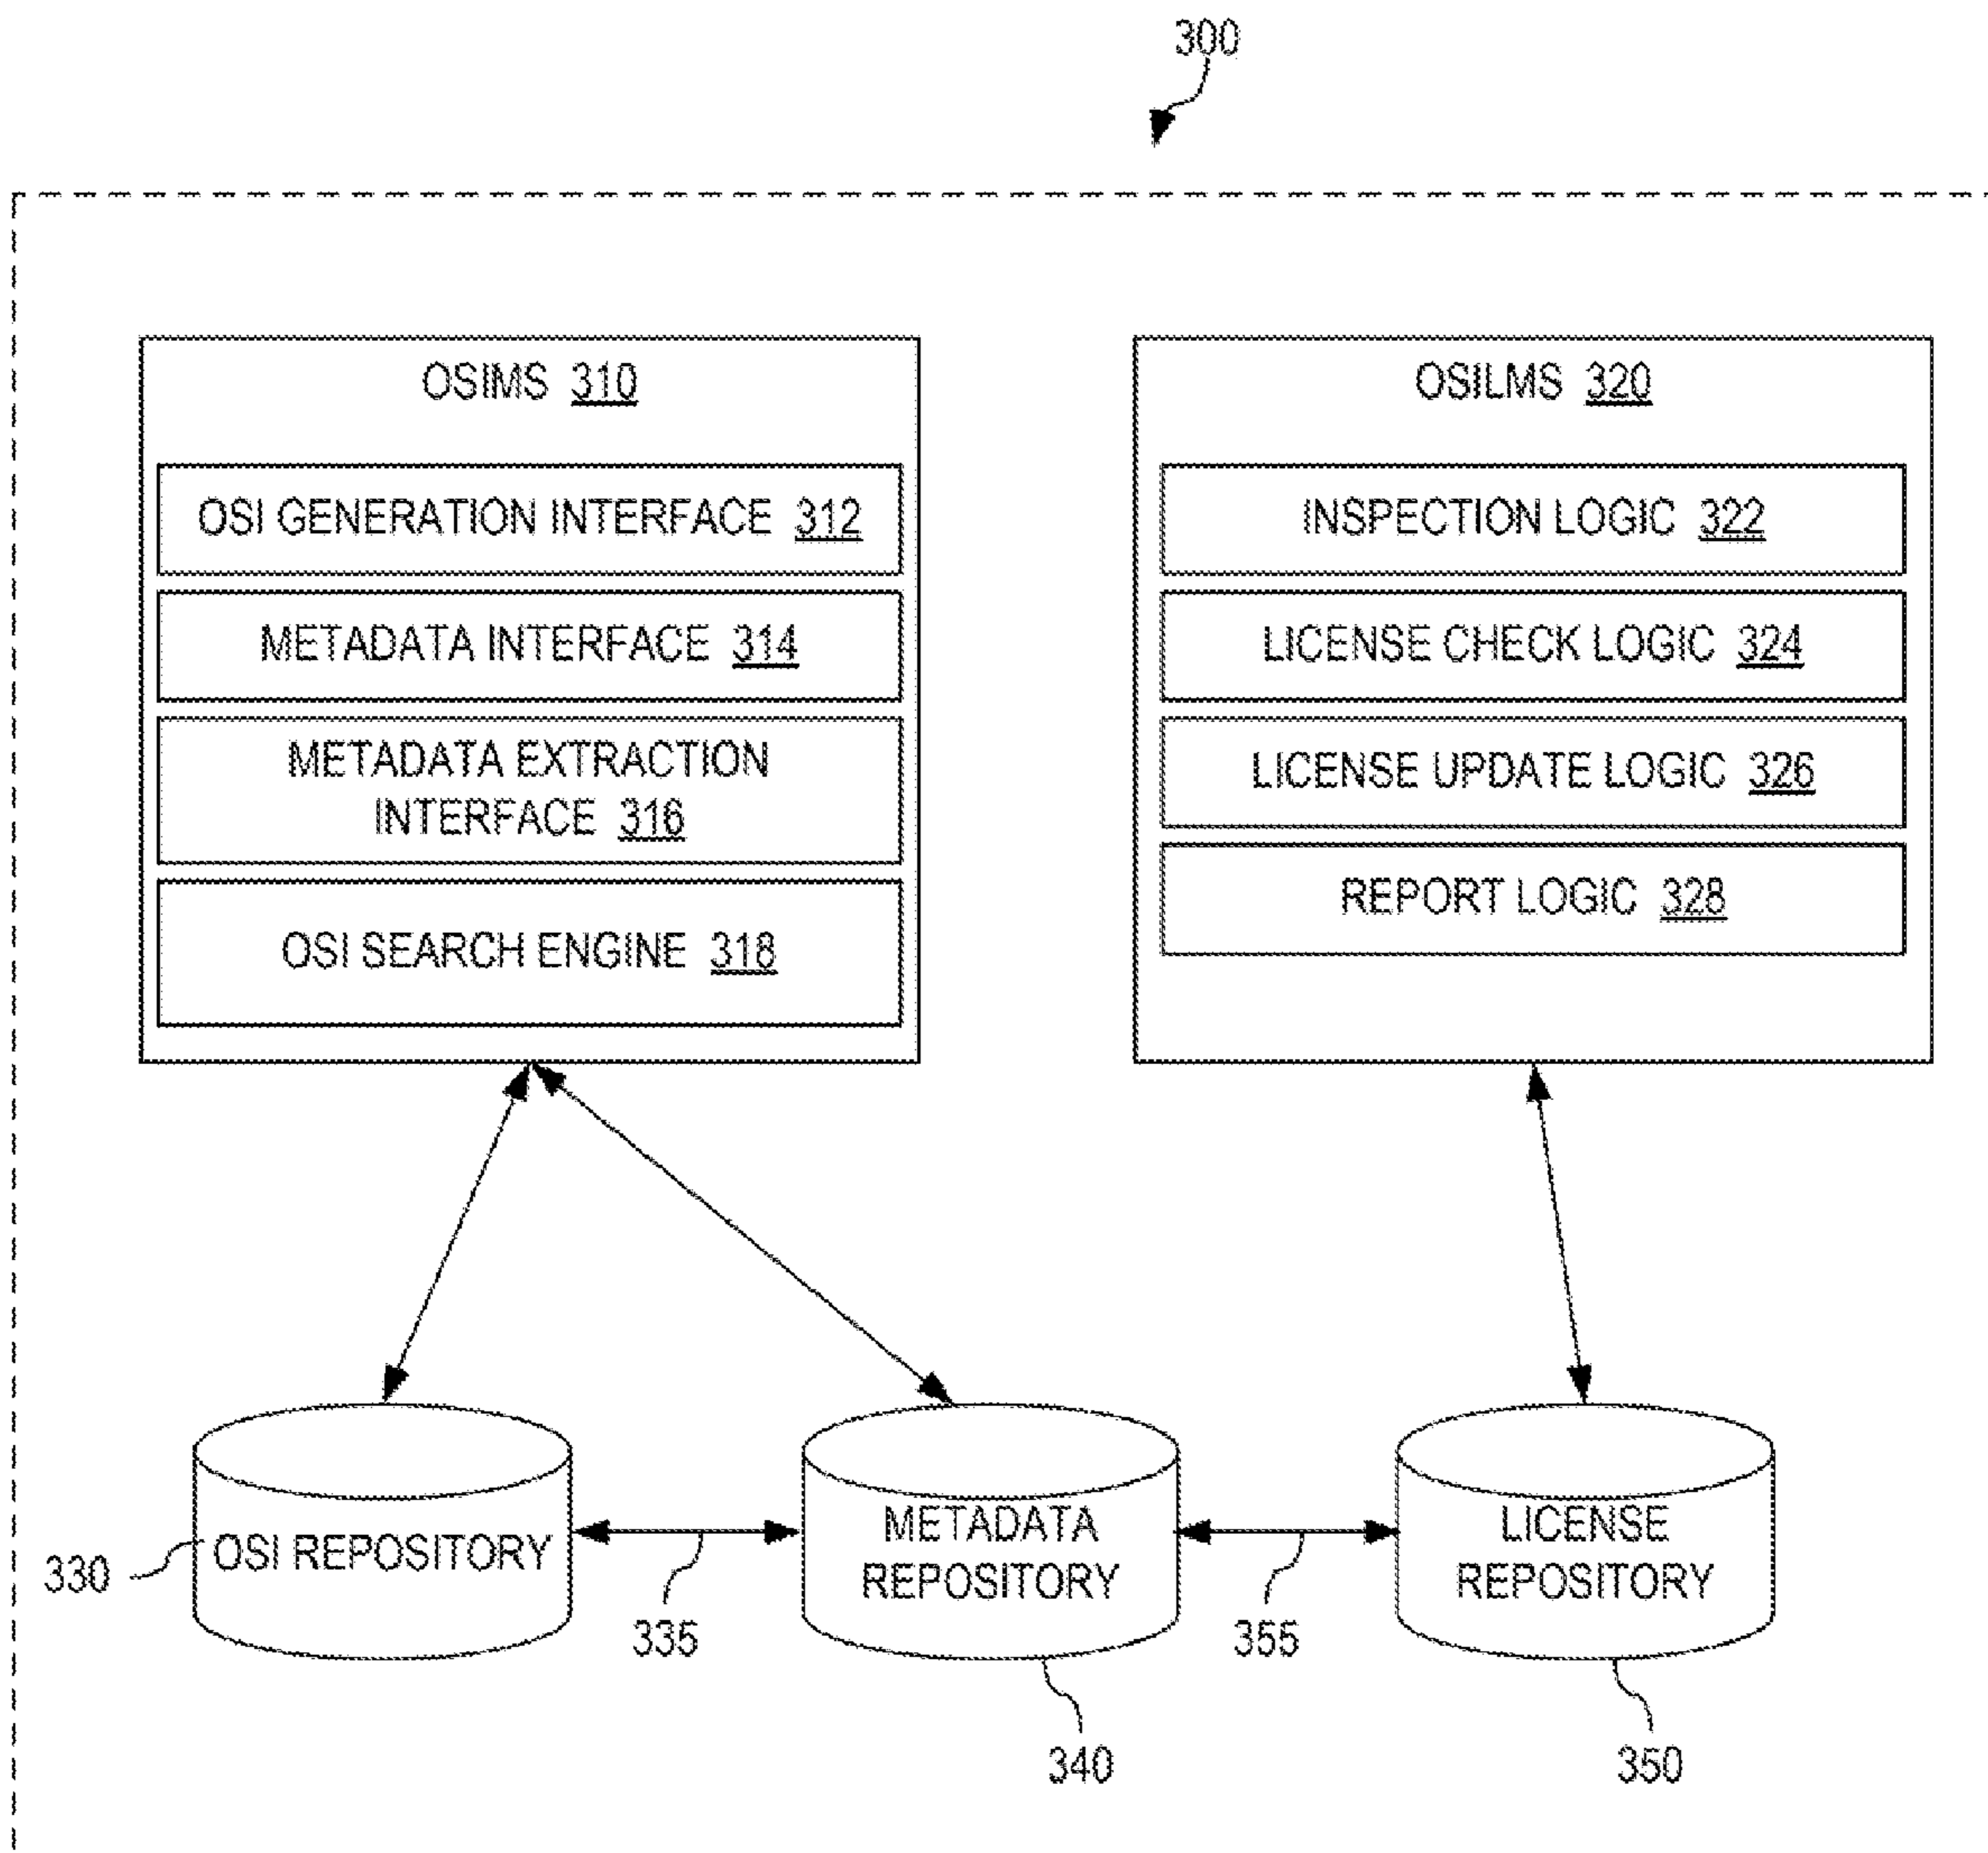 300
OSIMS 310
OSI GENERATION INTERFACE 312
METADATA INTERFACE 314
METADATA EXTRACTION
INTERFACE 316
OSI SEARCH ENGINE 318
OSILMS 320
INSPECTION LOGIC 322
LICENSE CHECK LOGIC 324
LICENSE UPDATE LOGIC 326
REPORT LOGIC 328
330
OSI REPOSITORY
335
METADATA
REPOSITORY
340
355
LICENSE
REPOSITORY
350